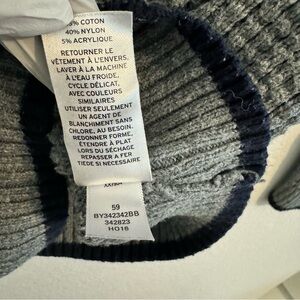 % COTON
40% NYLON
5% ACRYLIQUE
RETOURNER LE
VÊTEMENT À L'ENVERS.
LAVER À LA MACHINE
À L'EAU FROIDE,
CYCLE DÉLICAT,
AVEC COULEURS
SIMILAIRES
UTILISER SEULEMENT
UN AGENT DE
BLANCHIMENT SANS
CHLORE, AU BESOIN.
REDONNER FORME,
ÉTENDRE À PLAT
LORS DU SÉCHAGE
REPASSER A FER
TIEDE SI NÉCESSAIRE
59
BY342342BB
342823
HO18